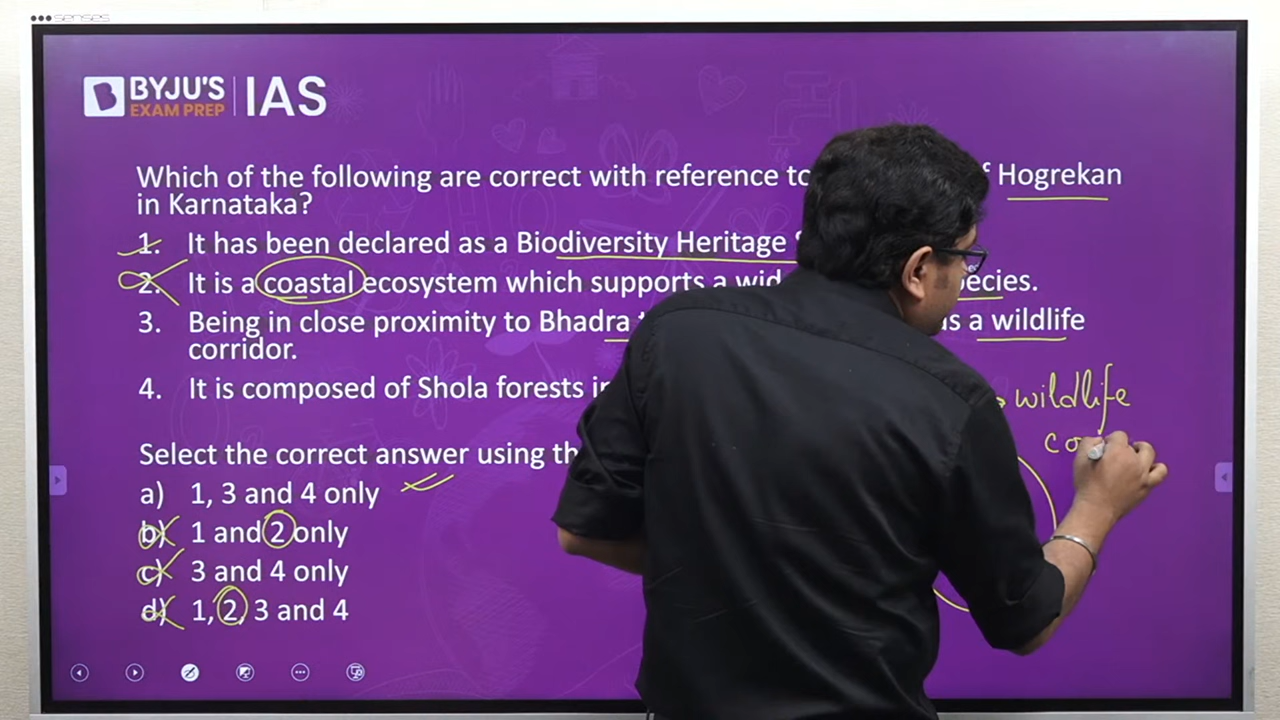 senses
BYJU'S IAS
EXAM PREP
Which of the following are correct with reference to Hogrekan
in Karnataka?
1. It has been declared as a Biodiversity Heritage
2. It is a coastal ecosystem which supports a species.
3. Being in close proximity to Bhadra a wildlife
corridor.
4. It is composed of Shola forests
wildlife
Select the correct answer using
a) 1, 3 and 4 only
b) 1 and 2 only
c) 3 and 4 only
d) 1, 2, 3 and 4